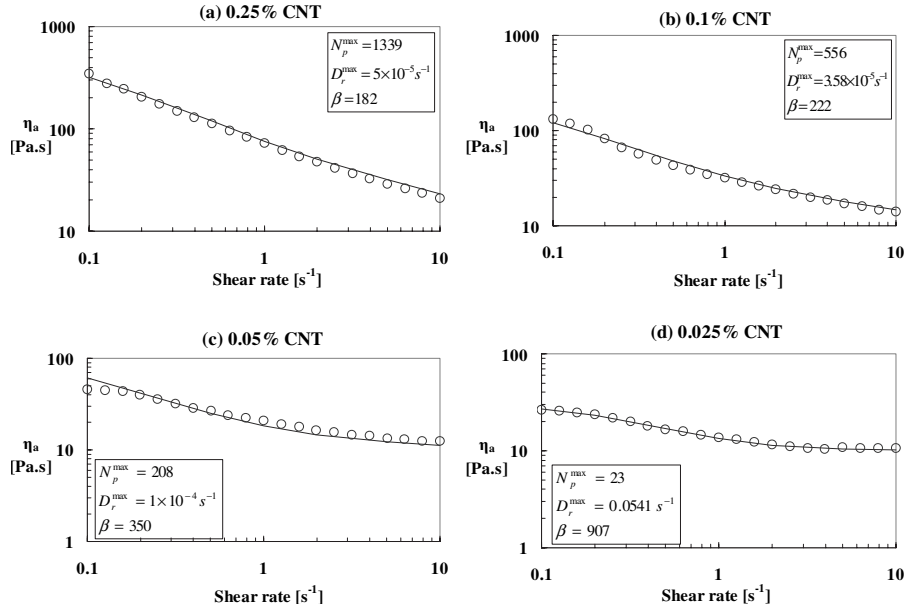 (a) 0.25% CNT
1000
100
10
η_a
[Pa.s]
N_p^max = 1339
D_r^max = 5×10^-5 s^-1
β = 182
0.1 1 10
Shear rate [s^-1]
(b) 0.1% CNT
1000
100
10
η_a
[Pa.s]
N_p^max = 556
D_r^max = 3.58×10^-5 s^-1
β = 222
0.1 1 10
Shear rate [s^-1]
(c) 0.05% CNT
100
10
1
η_a
[Pa.s]
N_p^max = 208
D_r^max = 1×10^-4 s^-1
β = 350
0.1 1 10
Shear rate [s^-1]
(d) 0.025% CNT
100
10
1
η_a
[Pa.s]
N_p^max = 23
D_r^max = 0.0541 s^-1
β = 907
0.1 1 10
Shear rate [s^-1]